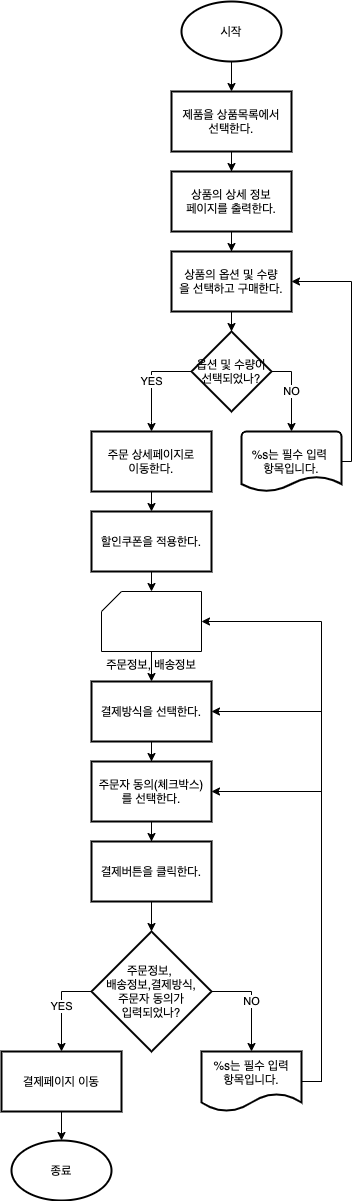 시작
제품을 상품목록에서
선택한다.
상품의 상세 정보
페이지를 출력한다.
상품의 옵션 및 수량
을 선택하고 구매한다.
옵션 및 수량이
선택되었나?
YES
NO
주문 상세페이지로
이동한다.
%s는 필수 입력
항목입니다.
할인쿠폰을 적용한다.
주문정보, 배송정보
결제방식을 선택한다.
주문자 동의(체크박스)
를 선택한다.
결제버튼을 클릭한다.
주문정보,
배송정보,결제방식,
주문자 동의가
입력되었나?
YES
NO
결제페이지 이동
%s는 필수 입력
항목입니다.
종료